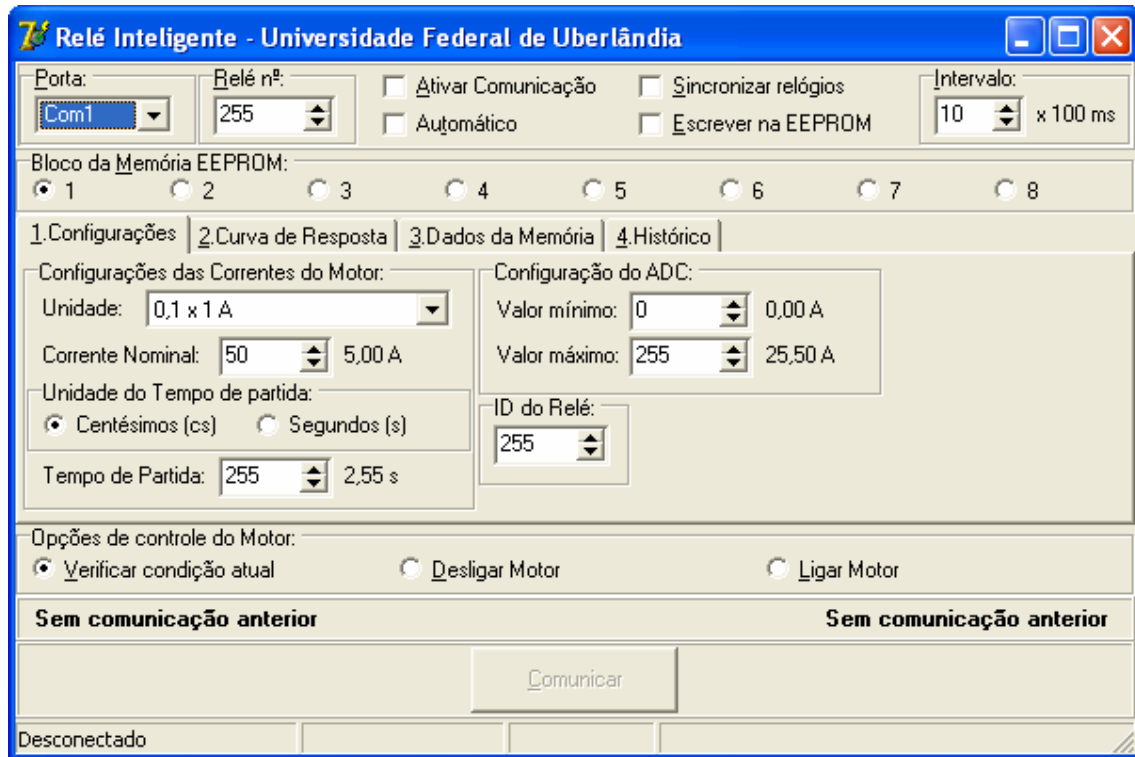 Relé Inteligente - Universidade Federal de Uberlândia
Porta: Relé nº: Ativar Comunicação Sincronizar relógios Intervalo:
Com1 255 Automático Escrever na EEPROM 10 x 100 ms
Bloco da Memória EEPROM:
1 2 3 4 5 6 7 8
1.Configurações 2.Curva de Resposta 3.Dados da Memória 4.Histórico
Configurações das Correntes do Motor:
Unidade: 0,1 x 1 A
Corrente Nominal: 50 5,00 A
Unidade do Tempo de partida:
Centésimos (cs) Segundos (s)
Tempo de Partida: 255 2,55 s
Configuração do ADC:
Valor mínimo: 0 0,00 A
Valor máximo: 255 25,50 A
ID do Relé:
255
Opções de controle do Motor:
Verificar condição atual Desligar Motor Ligar Motor
Sem comunicação anterior Sem comunicação anterior
Comunicar
Desconectado